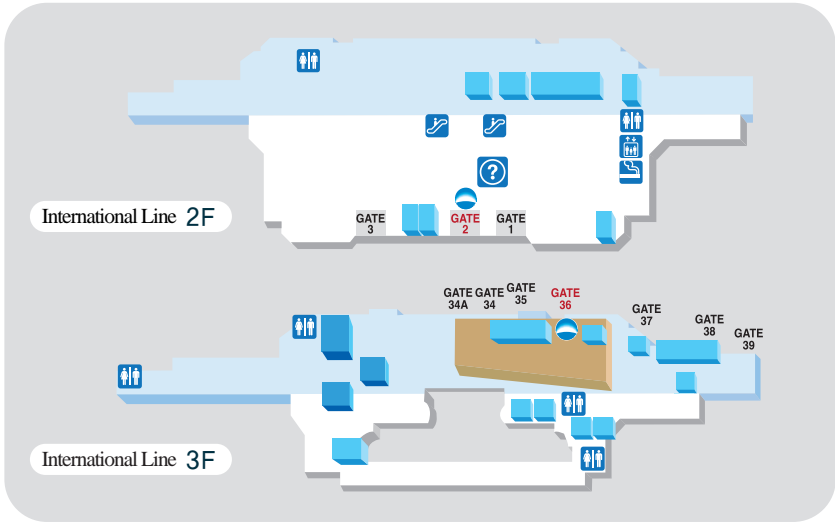 International Line 2F
?
GATE
3
GATE
2
GATE
1
GATE
34A
GATE
34
GATE
35
GATE
36
GATE
37
GATE
38
GATE
39
International Line 3F